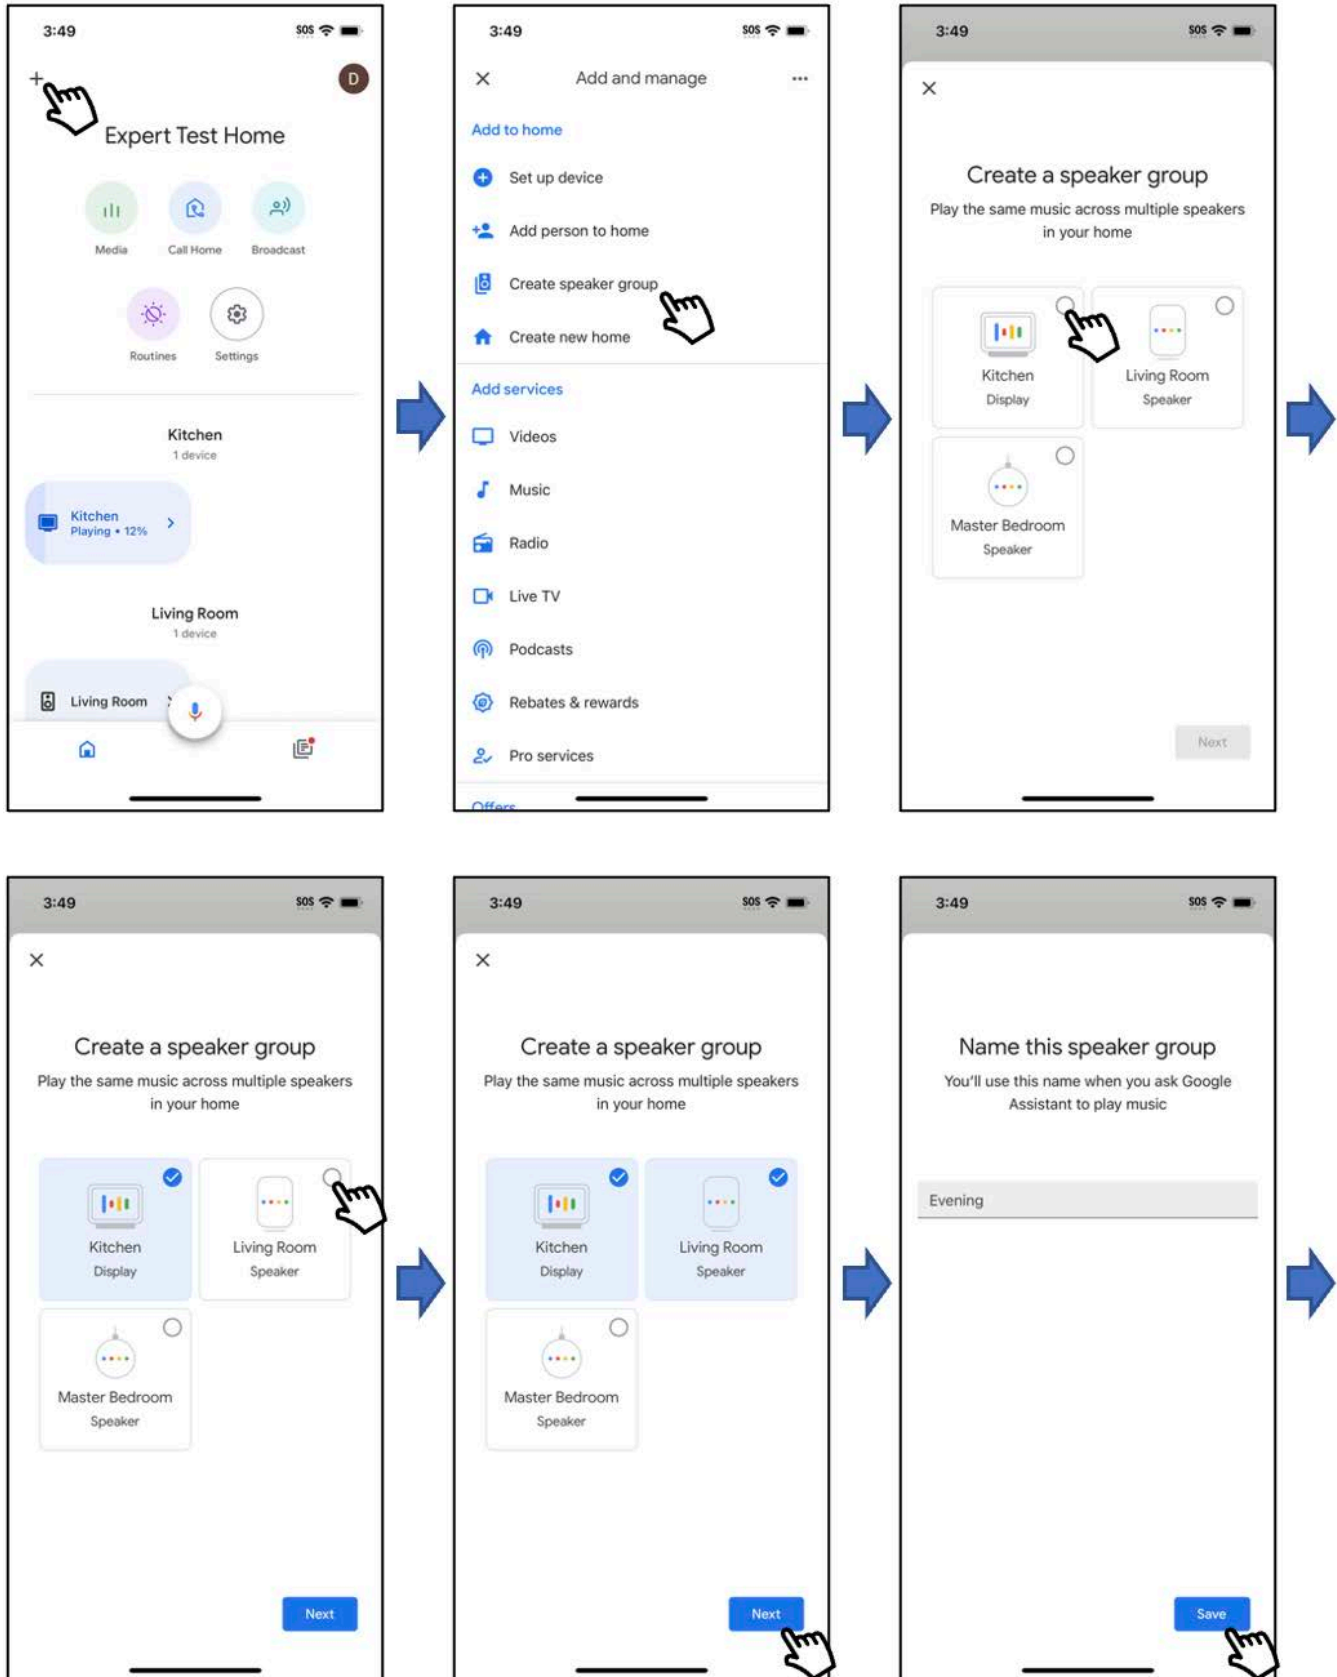 3:49
SOS
+
D
Expert Test Home
Media
Call Home
Broadcast
Routines
Settings
Kitchen
1 device
Kitchen
Playing • 12%
Living Room
1 device
Living Room
3:49
SOS
Add and manage
Add to home
Set up device
Add person to home
Create speaker group
Create new home
Add services
Videos
Music
Radio
Live TV
Podcasts
Rebates & rewards
Pro services
Offers
3:49
SOS
Create a speaker group
Play the same music across multiple speakers
in your home
Kitchen
Display
Living Room
Speaker
Master Bedroom
Speaker
Next
3:49
SOS
Create a speaker group
Play the same music across multiple speakers
in your home
Kitchen
Display
Living Room
Speaker
Master Bedroom
Speaker
Next
3:49
SOS
Create a speaker group
Play the same music across multiple speakers
in your home
Kitchen
Display
Living Room
Speaker
Master Bedroom
Speaker
Next
3:49
SOS
Name this speaker group
You'll use this name when you ask Google
Assistant to play music
Evening
Save